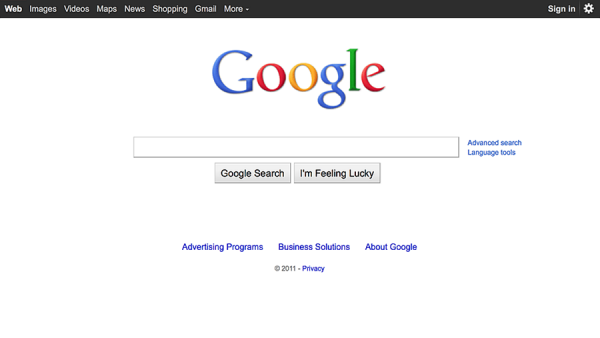 Web Images Videos Maps News Shopping Gmail More Sign in
Google
Advanced search
Language tools
Google Search I'm Feeling Lucky
Advertising Programs Business Solutions About Google
© 2011 - Privacy